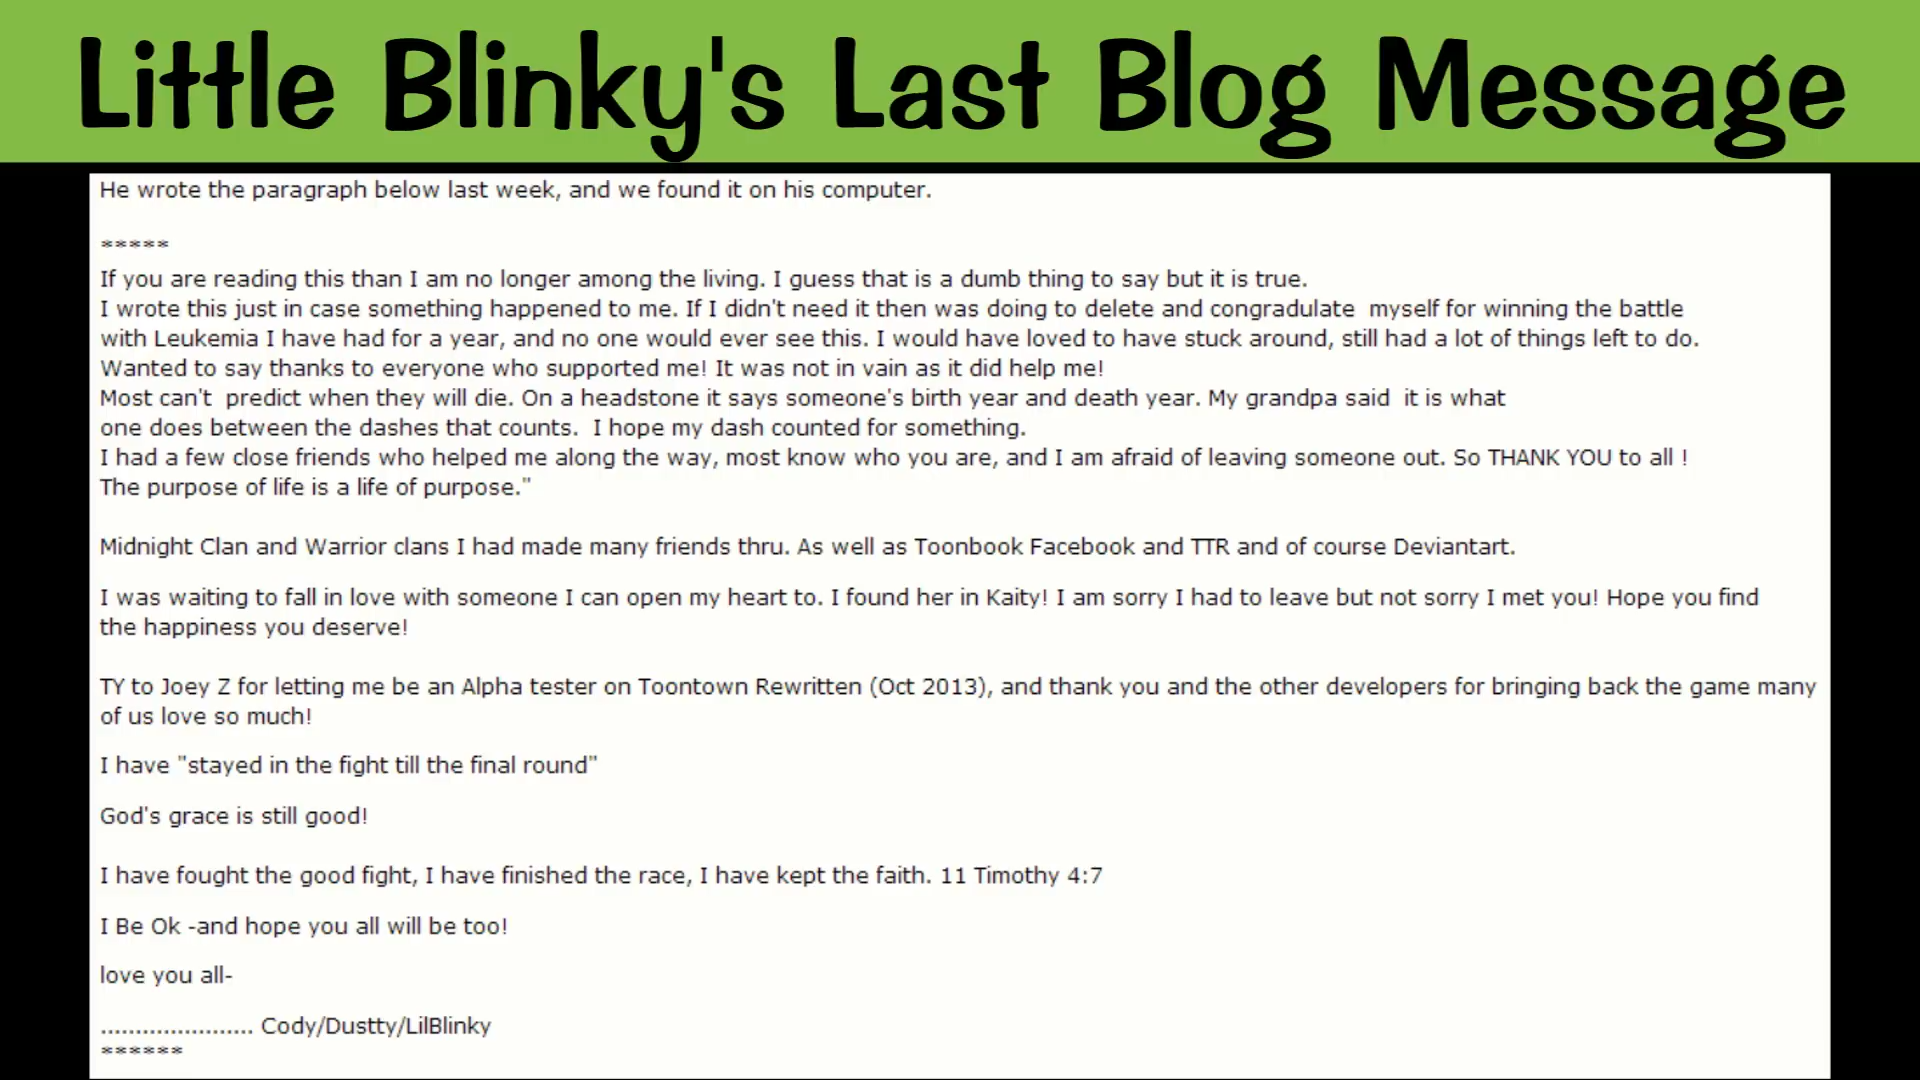 Little Blinky's Last Blog Message
He wrote the paragraph below last week, and we found it on his computer.
*****
If you are reading this than I am no longer among the living. I guess that is a dumb thing to say but it is true.
I wrote this just in case something happened to me. If I didn't need it then was doing to delete and congradulate  myself for winning the battle
with Leukemia I have had for a year, and no one would ever see this. I would have loved to have stuck around, still had a lot of things left to do.
Wanted to say thanks to everyone who supported me! It was not in vain as it did help me!
Most can't  predict when they will die. On a headstone it says someone's birth year and death year. My grandpa said  it is what
one does between the dashes that counts.  I hope my dash counted for something.
I had a few close friends who helped me along the way, most know who you are, and I am afraid of leaving someone out. So THANK YOU to all !
The purpose of life is a life of purpose."
Midnight Clan and Warrior clans I had made many friends thru. As well as Toonbook Facebook and TTR and of course Deviantart.
I was waiting to fall in love with someone I can open my heart to. I found her in Kaity! I am sorry I had to leave but not sorry I met you! Hope you find
the happiness you deserve!
TY to Joey Z for letting me be an Alpha tester on Toontown Rewritten (Oct 2013), and thank you and the other developers for bringing back the game many
of us love so much!
I have "stayed in the fight till the final round"
God's grace is still good!
I have fought the good fight, I have finished the race, I have kept the faith. 11 Timothy 4:7
I Be Ok -and hope you all will be too!
love you all-
...................... Cody/Dustty/LilBlinky
******